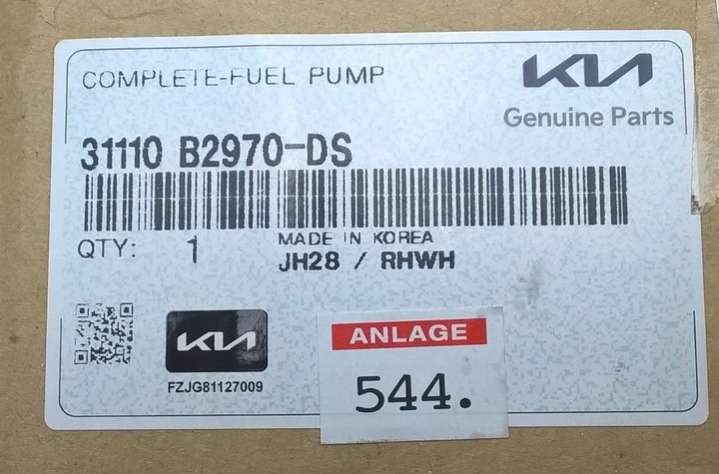 COMPLETE-FUEL PUMP
KIA
Genuine Parts
31110 B2970-DS
QTY: 1
MADE IN KOREA
JH28 / RHWH
KIA
FZJG81127009
ANLAGE
544.